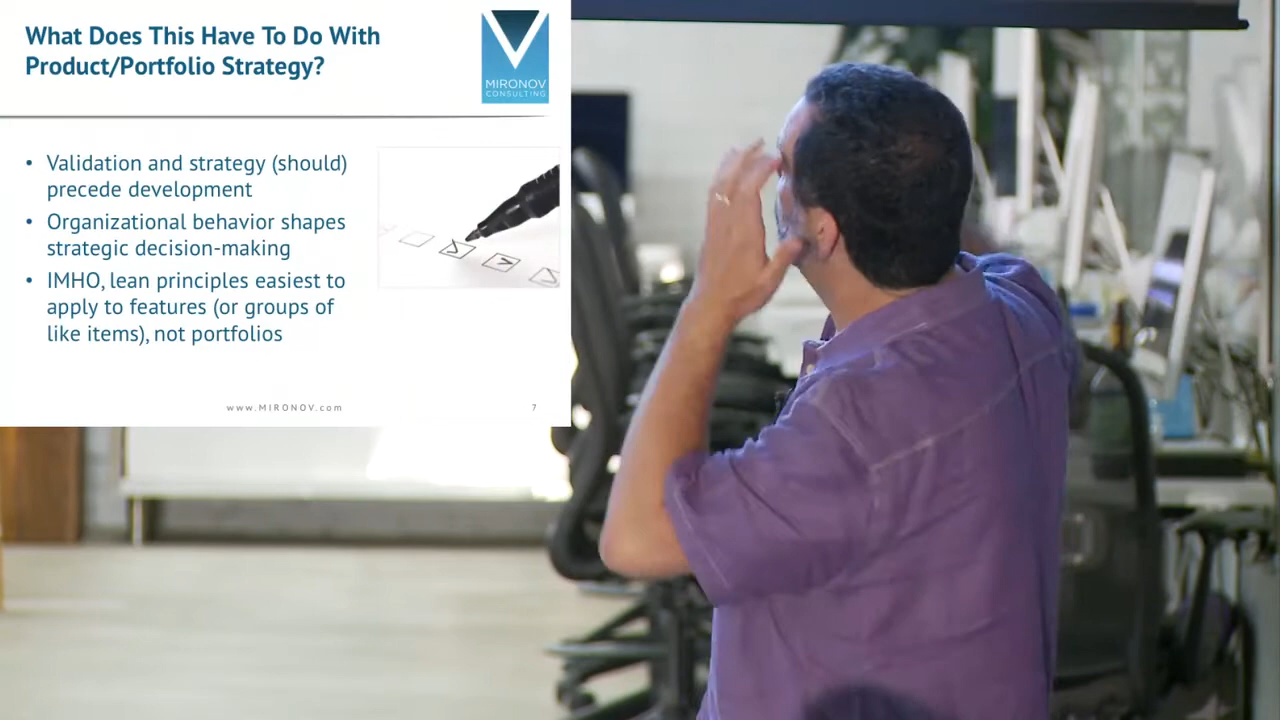 What Does This Have To Do With
Product/Portfolio Strategy?
MIRONOV
CONSULTING
• Validation and strategy (should)
precede development
• Organizational behavior shapes
strategic decision-making
• IMHO, lean principles easiest to
apply to features (or groups of
like items), not portfolios
www.MIRONOV.com
7